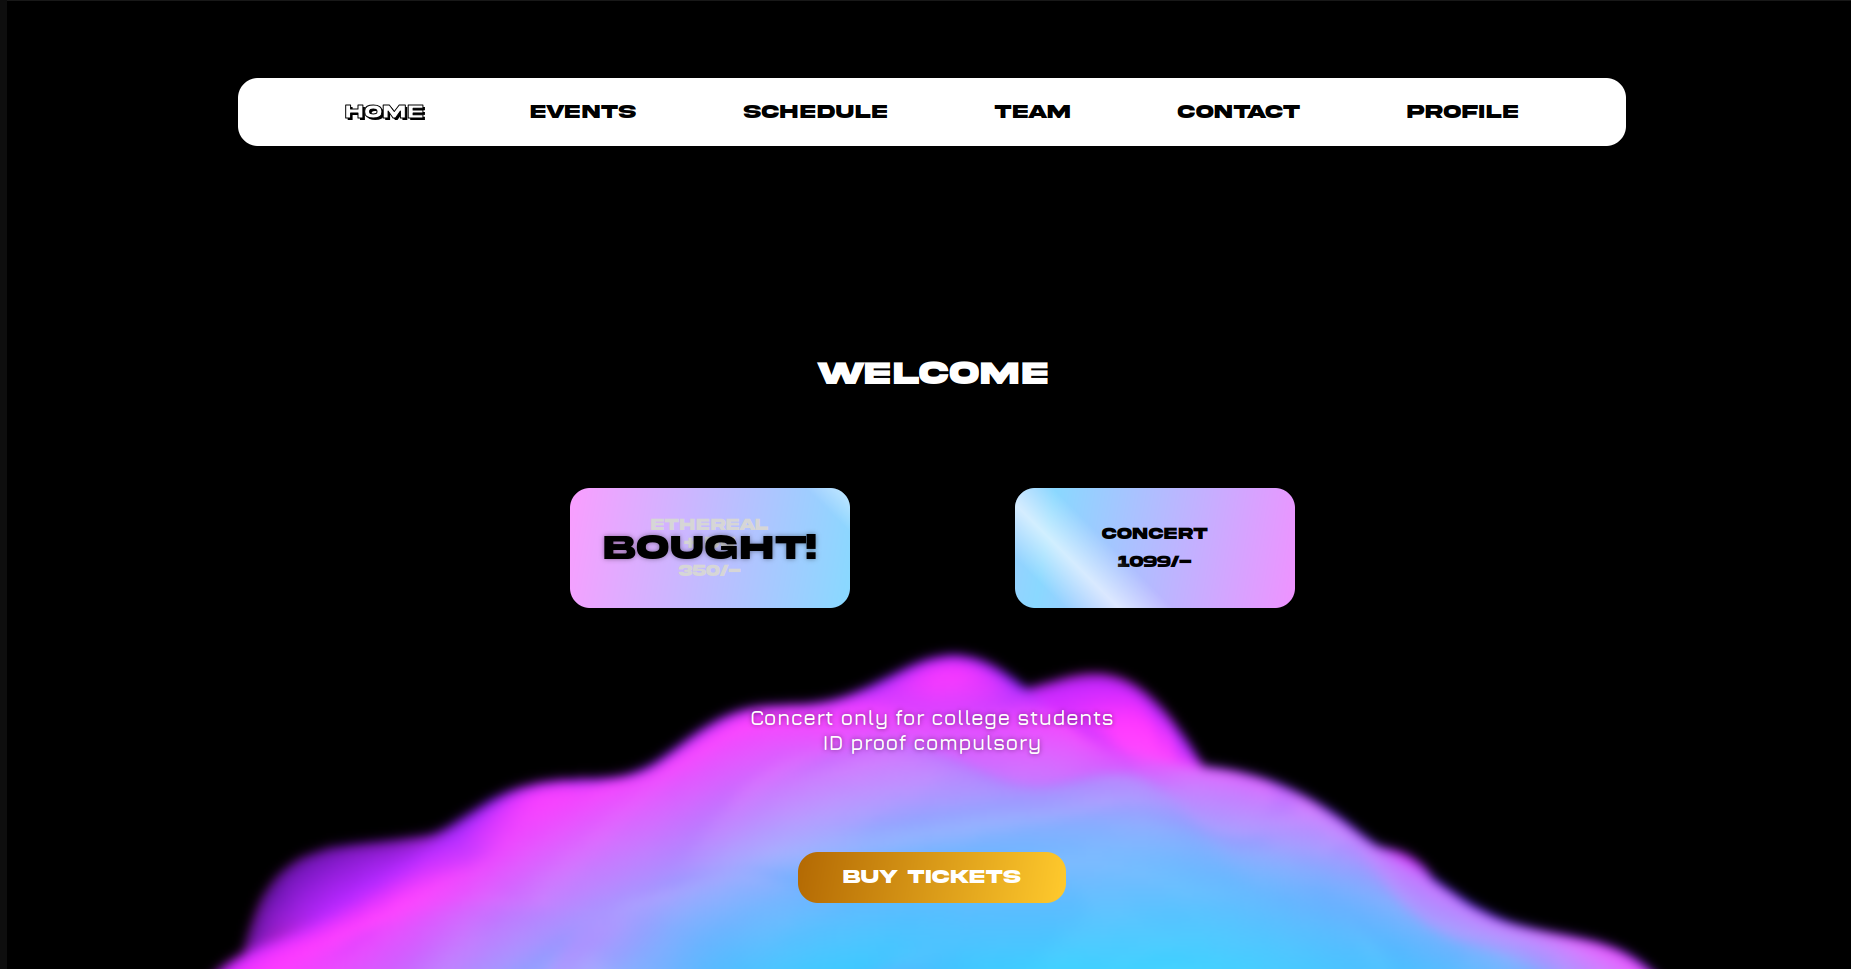 HOME EVENTS SCHEDULE TEAM CONTACT PROFILE
WELCOME
ETHEREAL
BOUGHT!
350/-
CONCERT
1099/-
Concert only for college students
ID proof compulsory
BUY TICKETS